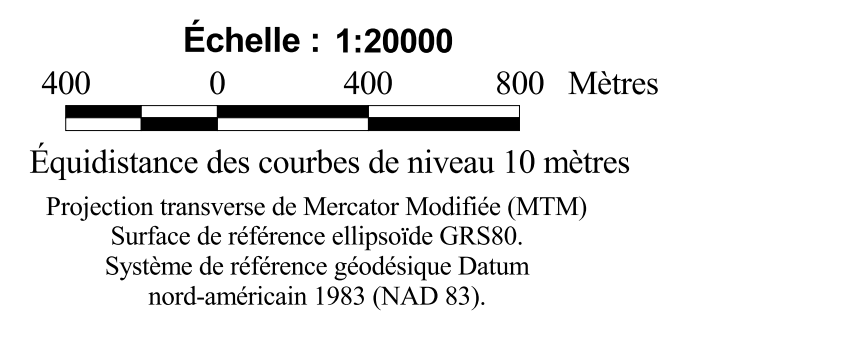 Échelle : 1:20000
400 0 400 800 Mètres
Équidistance des courbes de niveau 10 mètres
Projection transverse de Mercator Modifiée (MTM)
Surface de référence ellipsoïde GRS80.
Système de référence géodésique Datum
nord-américain 1983 (NAD 83).